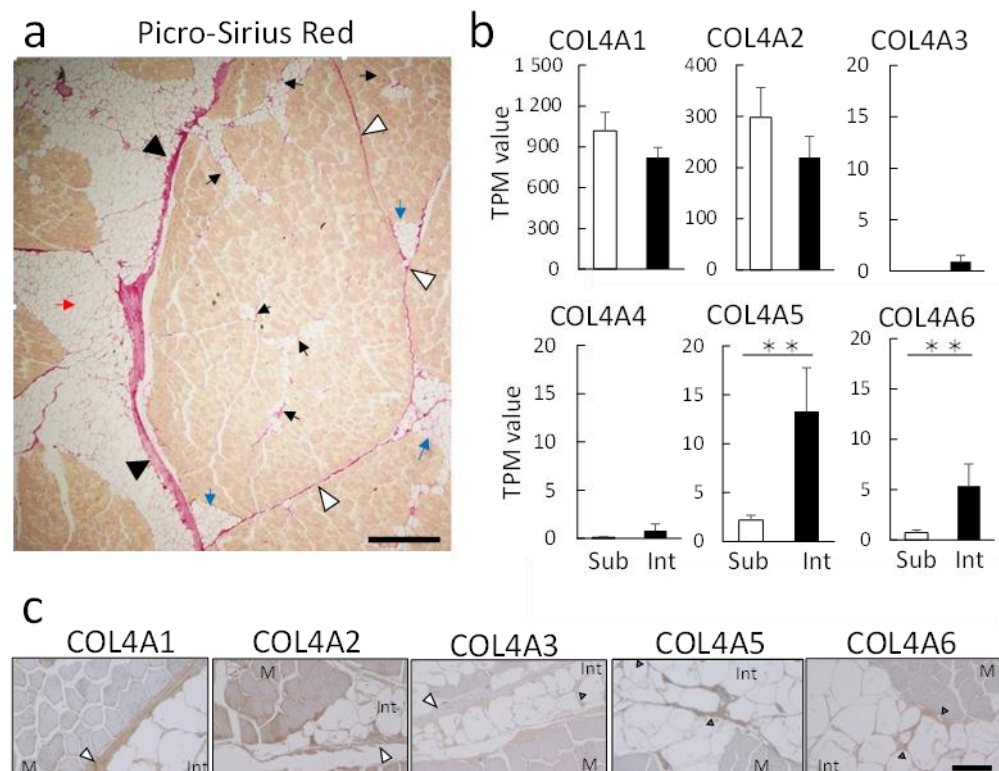 a
Picro-Sirius Red
b
COL4A1
COL4A2
COL4A3
TPM value
1 500
1 200
900
600
300
0
400
300
200
100
0
20
15
10
5
0
COL4A4
COL4A5
COL4A6
TPM value
20
15
10
5
0
Sub Int
20
15
10
5
0
**
Sub Int
20
15
10
5
0
**
Sub Int
c
COL4A1
COL4A2
COL4A3
COL4A5
COL4A6
M
Int
M
Int
Int
M
Int
M
M
Int